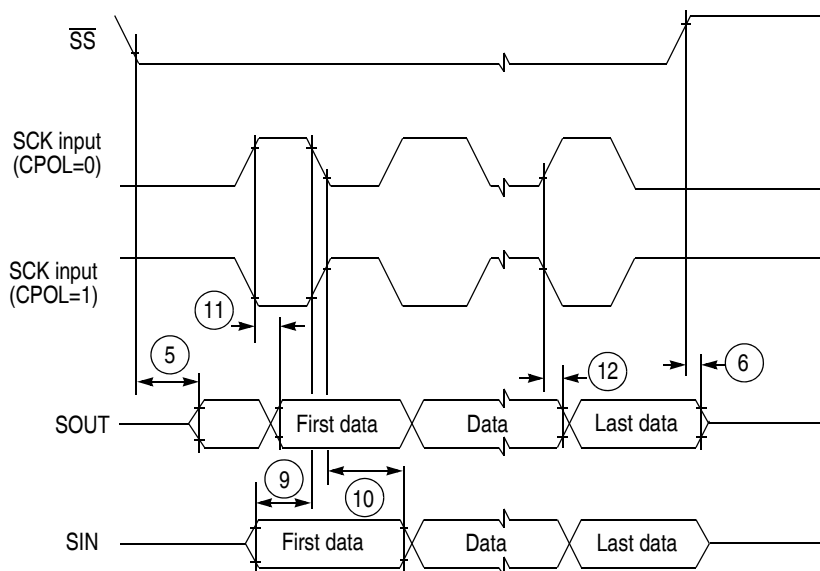 SS
SCK input
(CPOL=0)
SCK input
(CPOL=1)
11
5
12
6
SOUT
First data
Data
Last data
9
10
SIN
First data
Data
Last data